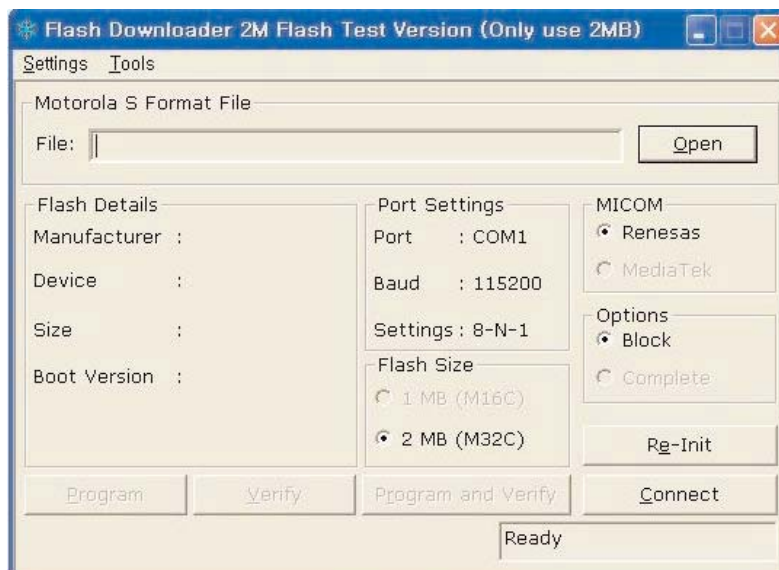 Flash Downloader 2M Flash Test Version (Only use 2MB)
Settings Tools
Motorola S Format File
File:
Open
Flash Details
Manufacturer :
Device :
Size :
Boot Version :
Port Settings
Port : COM1
Baud : 115200
Settings : 8-N-1
Flash Size
1 MB (M16C)
2 MB (M32C)
MICOM
Renesas
MediaTek
Options
Block
Complete
Re-Init
Program
Verify
Program and Verify
Connect
Ready